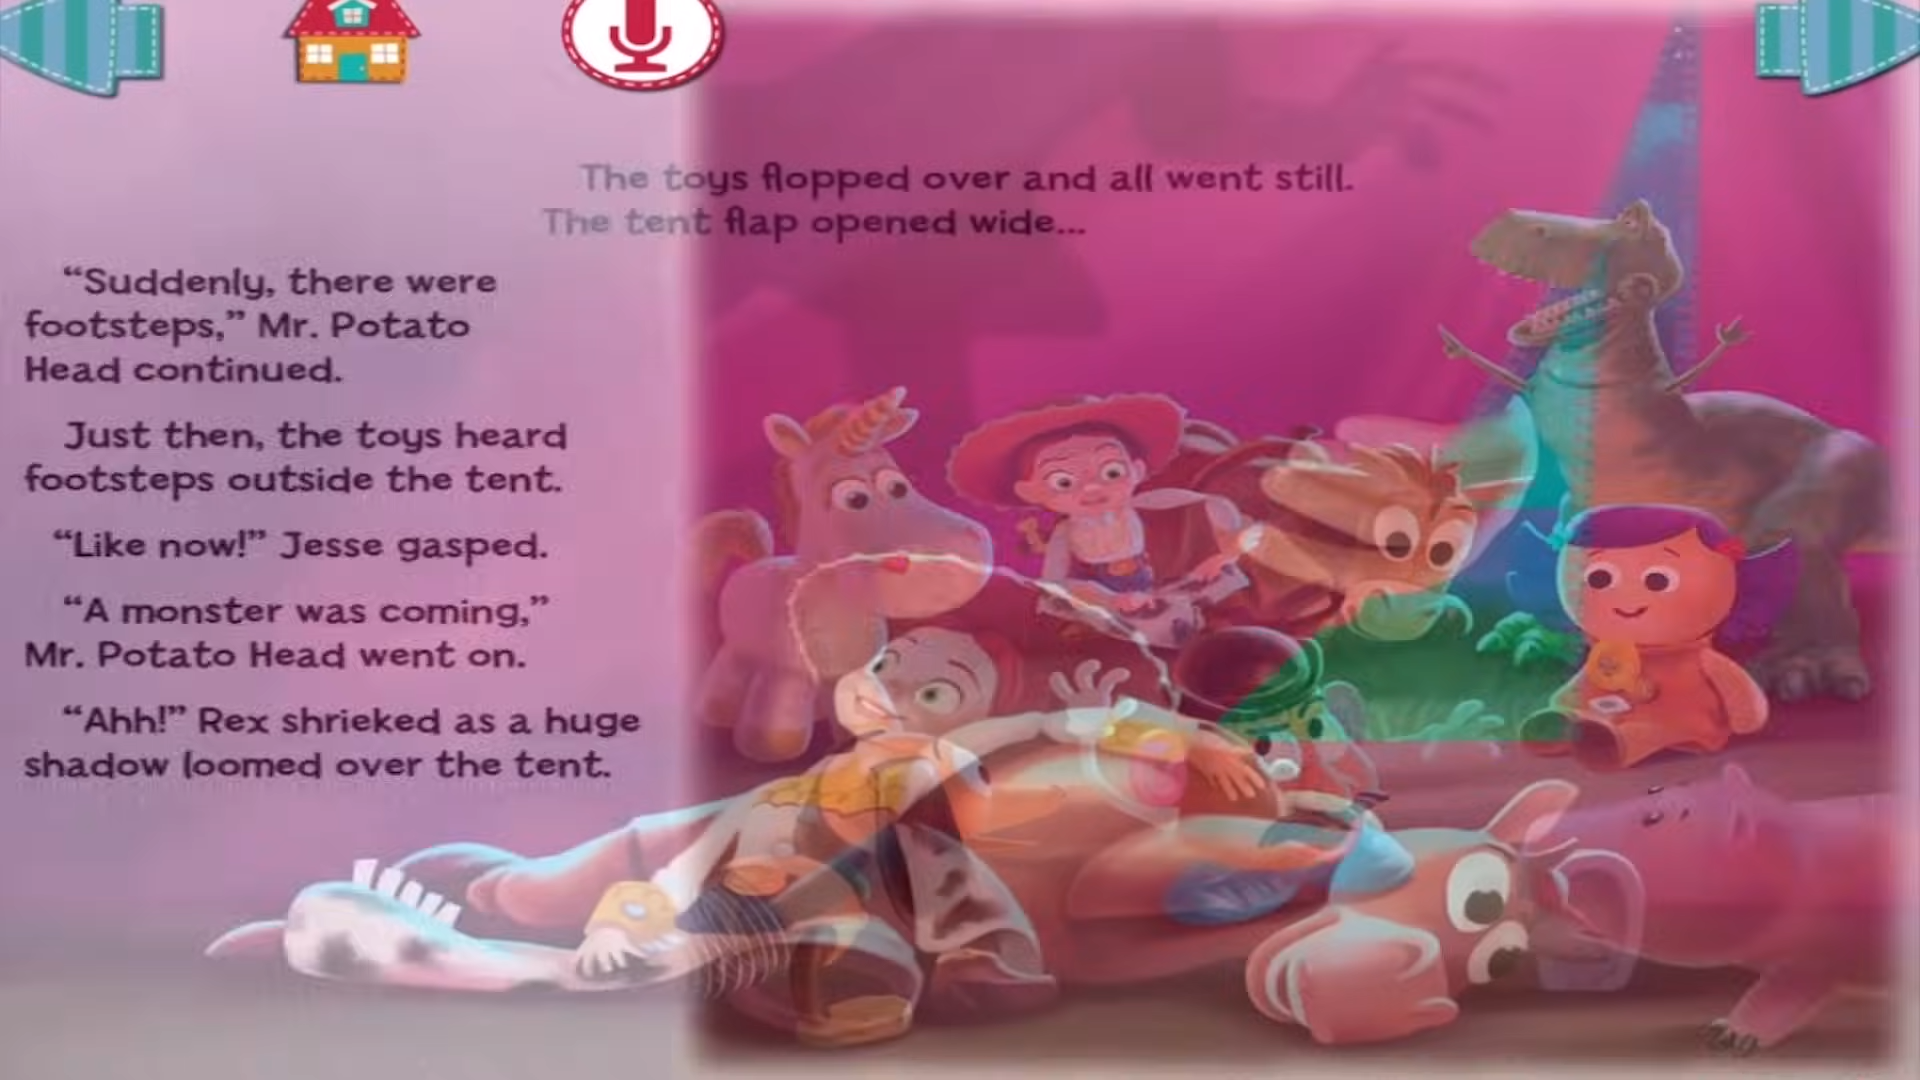 The toys flopped over and all went still.
The tent flap opened wide...
“Suddenly, there were
footsteps,” Mr. Potato
Head continued.
Just then, the toys heard
footsteps outside the tent.
“Like now!” Jesse gasped.
“A monster was coming,”
Mr. Potato Head went on.
“Ahh!” Rex shrieked as a huge
shadow loomed over the tent.